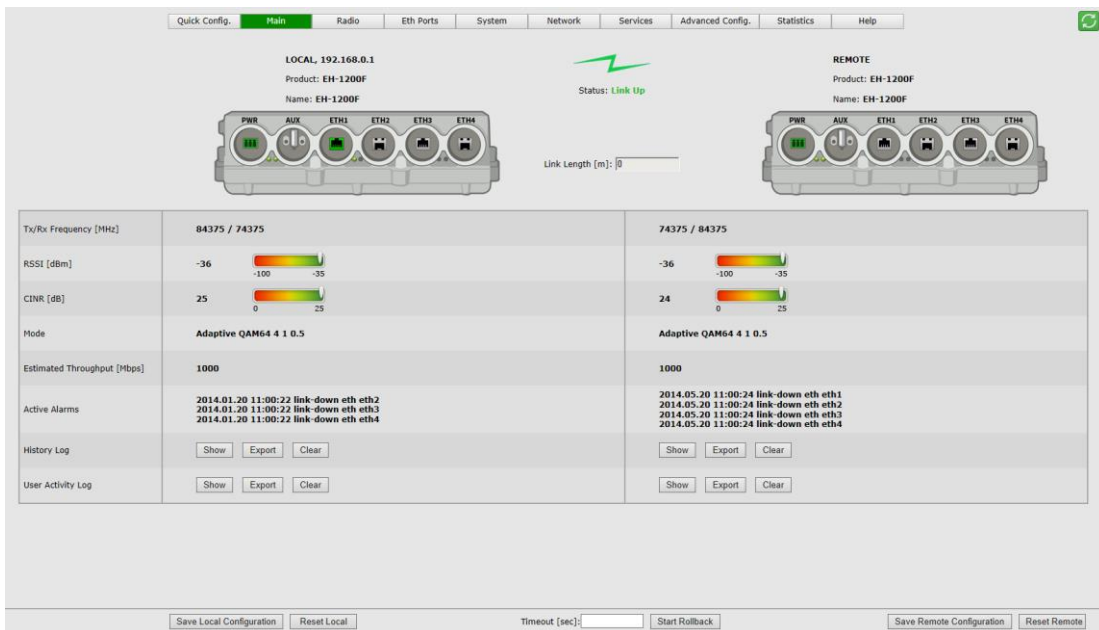 Quick Config. Main Radio Eth Ports System Network Services Advanced Config. Statistics Help
LOCAL, 192.168.0.1
Product: EH-1200F
Name: EH-1200F
PWR AUX ETH1 ETH2 ETH3 ETH4
Status: Link Up
Link Length [m]: 0
REMOTE
Product: EH-1200F
Name: EH-1200F
PWR AUX ETH1 ETH2 ETH3 ETH4
Tx/Rx Frequency [MHz] 84375 / 74375 74375 / 84375
RSSI [dBm] -36 -36
-100 -35 -100 -35
CINR [dB] 25 24
0 25 0 25
Mode Adaptive QAM64 4 1 0.5 Adaptive QAM64 4 1 0.5
Estimated Throughput [Mbps] 1000 1000
Active Alarms
2014.01.20 11:00:22 link-down eth eth2
2014.01.20 11:00:22 link-down eth eth3
2014.01.20 11:00:22 link-down eth eth4
2014.05.20 11:00:24 link-down eth eth1
2014.05.20 11:00:24 link-down eth eth2
2014.05.20 11:00:24 link-down eth eth3
2014.05.20 11:00:24 link-down eth eth4
History Log Show Export Clear Show Export Clear
User Activity Log Show Export Clear Show Export Clear
Save Local Configuration Reset Local Timeout [sec]: Start Rollback Save Remote Configuration Reset Remote